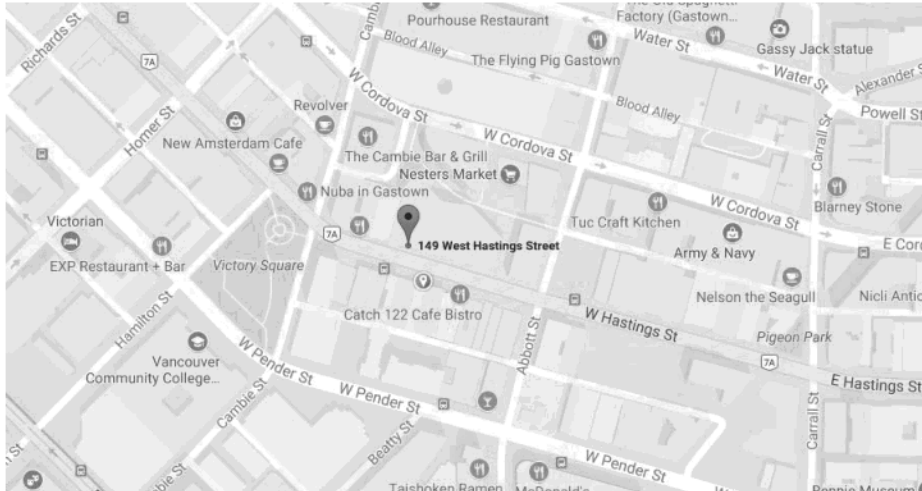 The Old Spaghetti
Factory (Gastown...
Pourhouse Restaurant
Richards St
Water St
Gassy Jack statue
Blood Alley
The Flying Pig Gastown
7A
Water St
Alexander St
Blood Alley
Powell St
W Cordova St
Revolver
Homer St
New Amsterdam Cafe
W Cordova St
Carrall St
The Cambie Bar & Grill
Nesters Market
Nuba in Gastown
W Cordova St
Blarney Stone
Tuc Craft Kitchen
Victorian
7A
149 West Hastings Street
Army & Navy
E Cord
EXP Restaurant + Bar
Victory Square
Nelson the Seagull
Nicli Antic
Hamilton St
Catch 122 Cafe Bistro
W Hastings St
Pigeon Park
Abbott St
Vancouver
Community College...
W Pender St
7A
E Hastings St
W Pender St
Cambie St
Carrall St
Beatty St
W Pender St
Taishoken Ramen
McDonald's